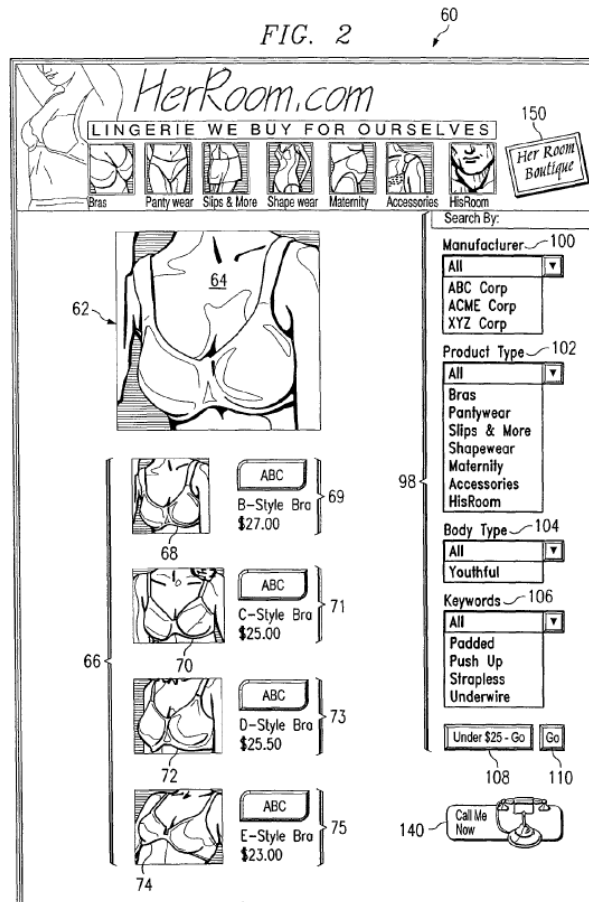 FIG. 2
60
HerRoom.com
LINGERIE WE BUY FOR OURSELVES
150
Her Room
Boutique
Bras Panty wear Slips & More Shape wear Maternity Accessories HisRoom
Search By:
Manufacturer 100
All
ABC Corp
ACME Corp
XYZ Corp
62
64
Product Type 102
All
Bras
Pantywear
Slips & More
Shapewear
Maternity
Accessories
HisRoom
98
Body Type 104
All
Youthful
Keywords 106
All
Padded
Push Up
Strapless
Underwire
Under $25 - Go
Go
108
110
140
Call Me
Now
66
ABC
B-Style Bra
$27.00
69
68
ABC
C-Style Bra
$25.00
71
70
ABC
D-Style Bra
$25.50
73
72
ABC
E-Style Bra
$23.00
75
74